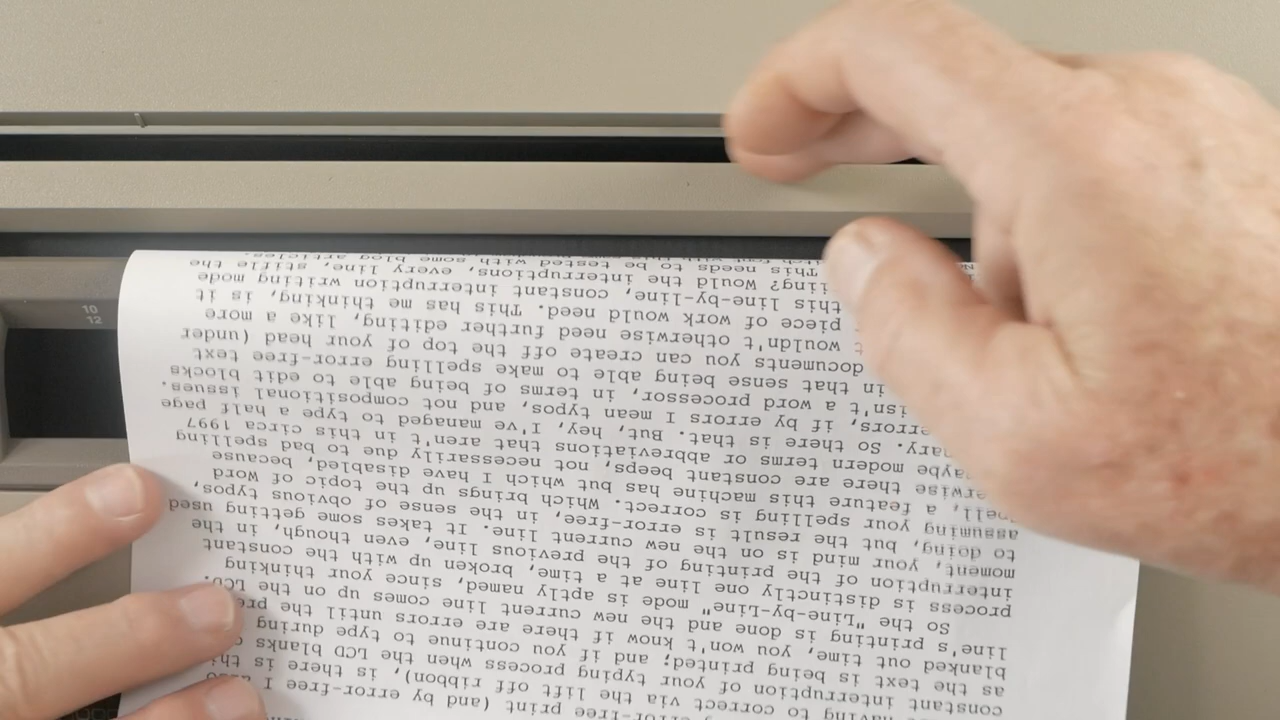 error-free print (and by error-free I
having to correct via the lift off ribbon), is there is
constant interruption of your typing process when the LCD blanks
as the text is being printed; and if you continue to type during
blanked out time, you won't know if there are errors until the
line's printing is done and the new current line comes up on the LCD.
So the "Line-by-Line" mode is aptly named, since your thinking
process is distinctly one line at a time, broken up with the constant
interruption of the printing of the previous line, even though, in the
moment, your mind is on the new current line. It takes some getting used
to doing, but the result is error-free, in the sense of obvious typos,
assuming your spelling is correct. Which brings up the topic of Word
a feature this machine has but which I have disabled, because
there are constant beeps, not necessarily due to bad spelling
maybe modern terms or abbreviations that aren't in this circa 1997
So there is that. But, hey, I've managed to type a half page
errors, if by errors I mean typos, and not compositional issues.
isn't a word processor, in terms of being able to edit blocks
in that sense being able to make spelling error-free text
documents you can create off the top of your head (under
wouldn't otherwise need further editing, like a more
piece of work would need. This has me thinking, is it
this line-by-line, constant interruption writing mode
Would the interruptions, every line, stifle the
This needs to be tested with some blog articles.
10
12